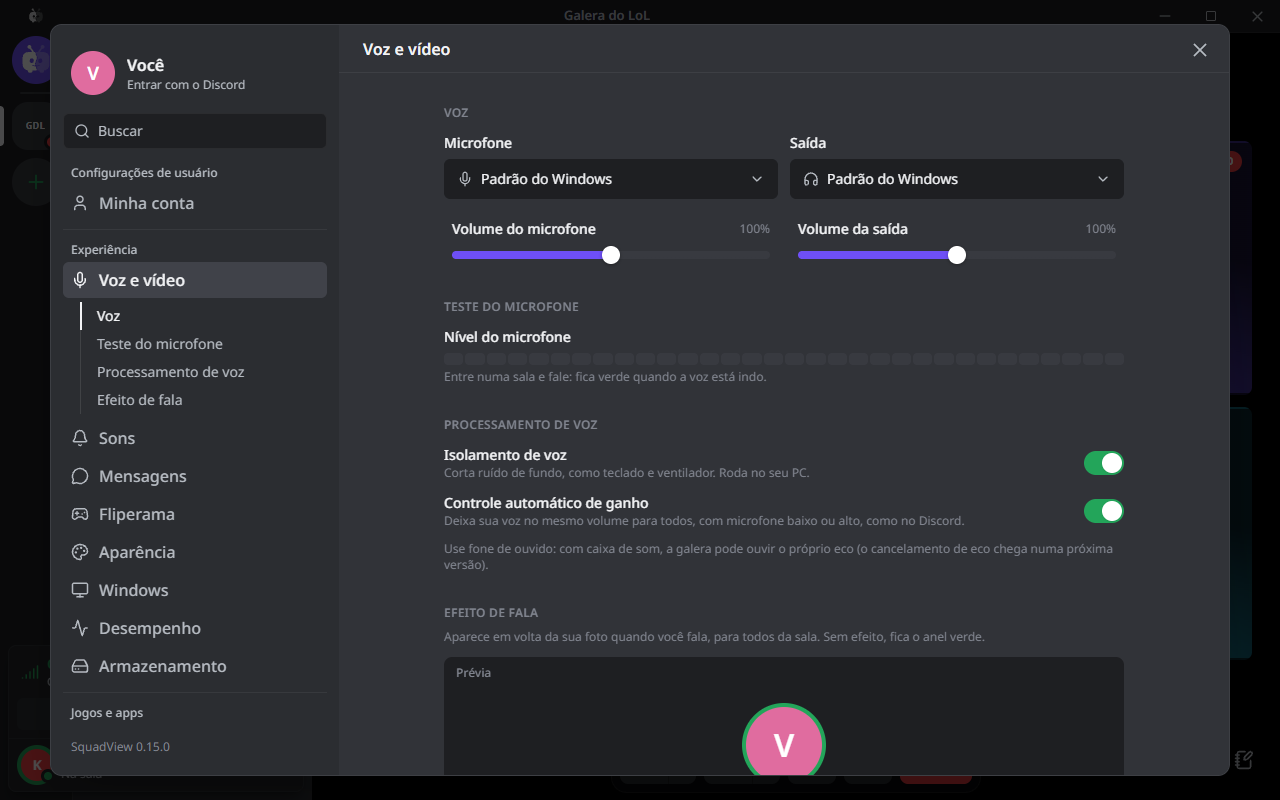 Galera do LoL
GDL
Você
Entrar com o Discord
Buscar
Configurações de usuário
Minha conta
Experiência
Voz e vídeo
Voz
Teste do microfone
Processamento de voz
Efeito de fala
Sons
Mensagens
Fliperama
Aparência
Windows
Desempenho
Armazenamento
Jogos e apps
SquadView 0.15.0
K
V
Voz e vídeo
VOZ
Microfone
Saída
Padrão do Windows
Padrão do Windows
Volume do microfone
100%
Volume da saída
100%
TESTE DO MICROFONE
Nível do microfone
Entre numa sala e fale: fica verde quando a voz está indo.
PROCESSAMENTO DE VOZ
Isolamento de voz
Corta ruído de fundo, como teclado e ventilador. Roda no seu PC.
Controle automático de ganho
Deixa sua voz no mesmo volume para todos, com microfone baixo ou alto, como no Discord.
Use fone de ouvido: com caixa de som, a galera pode ouvir o próprio eco (o cancelamento de eco chega numa próxima
versão).
EFEITO DE FALA
Aparece em volta da sua foto quando você fala, para todos da sala. Sem efeito, fica o anel verde.
Prévia
V